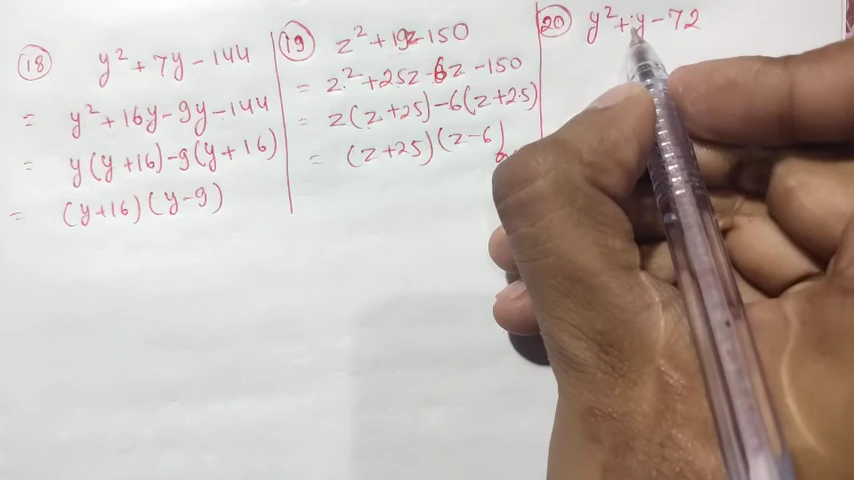 18 y² + 7y - 144
= y² + 16y - 9y - 144
= y(y + 16) - 9(y + 16)
= (y+16)(y-9)
19 z² + 19z - 150
= z² + 25z - 6z - 150
= z(z+25) - 6(z+25)
= (z+25)(z-6)
20 y² + y - 72